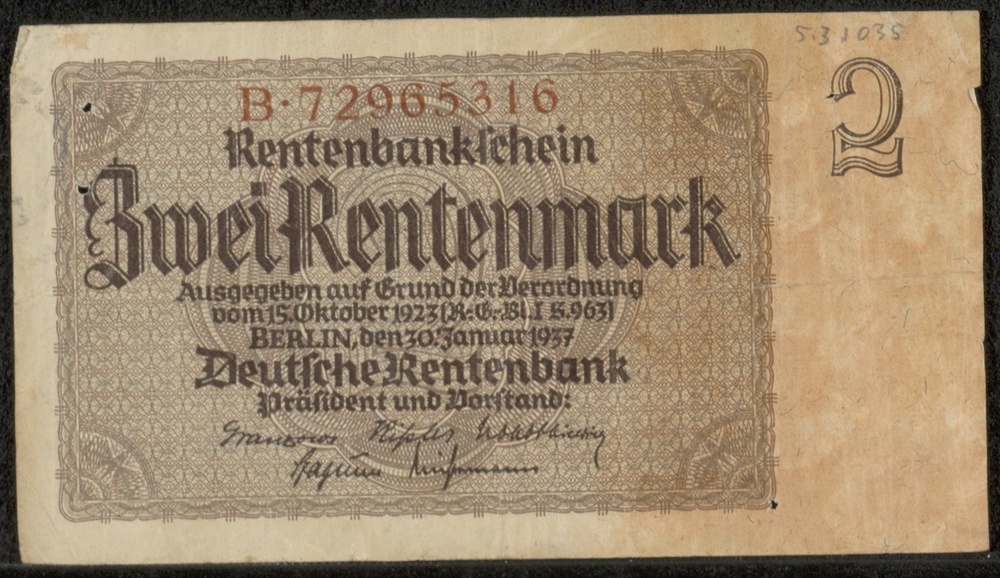 5.31035
2
B·72965316
Rentenbankschein
Zwei Rentenmark
Ausgegeben auf Grund der Verordnung
vom 15. Oktober 1923 (R.-G.-Bl. I S. 963)
BERLIN, den 30. Januar 1937
Deutsche Rentenbank
Präsident und Vorstand: